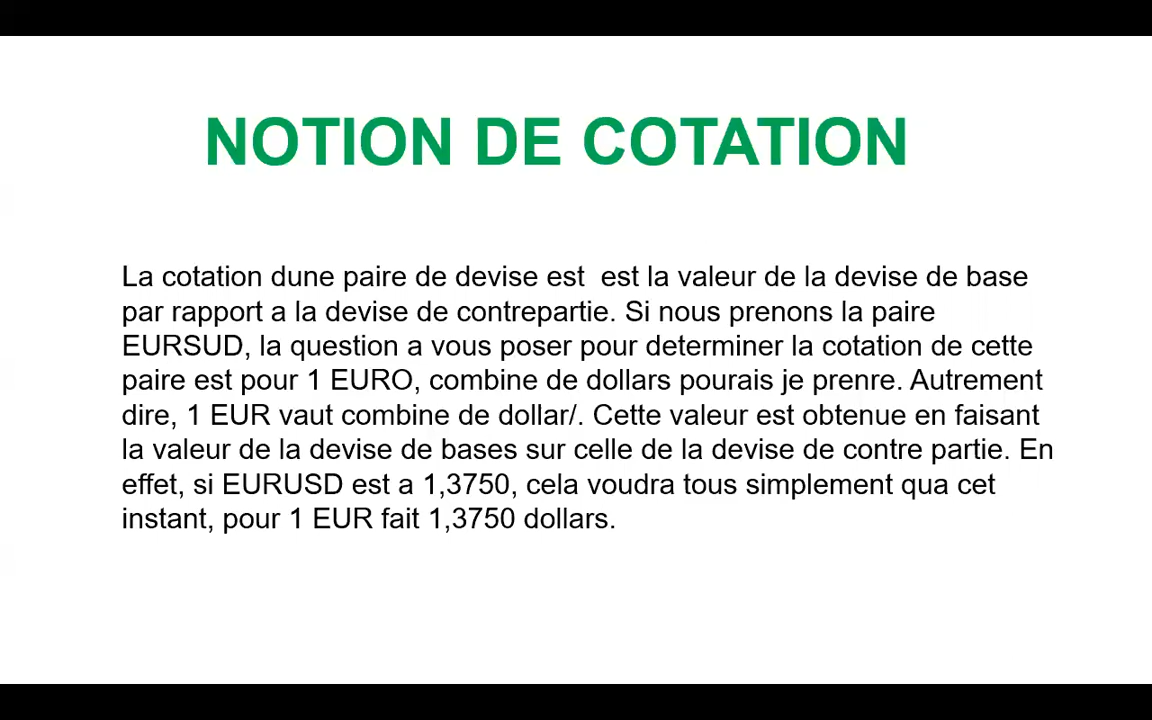 NOTION DE COTATION
La cotation dune paire de devise est  est la valeur de la devise de base
par rapport a la devise de contrepartie. Si nous prenons la paire
EURSUD, la question a vous poser pour determiner la cotation de cette
paire est pour 1 EURO, combine de dollars pourais je prenre. Autrement
dire, 1 EUR vaut combine de dollar/. Cette valeur est obtenue en faisant
la valeur de la devise de bases sur celle de la devise de contre partie. En
effet, si EURUSD est a 1,3750, cela voudra tous simplement qua cet
instant, pour 1 EUR fait 1,3750 dollars.